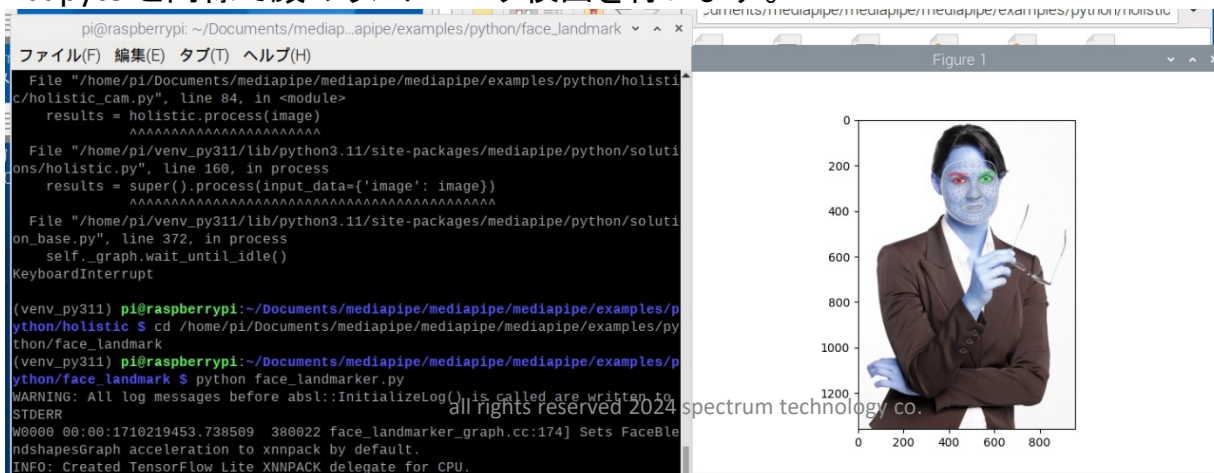 pi@raspberrypi: ~/Documents/mediap...apipe/examples/python/face_landmark
ファイル(F) 編集(E) タブ(T) ヘルプ(H)
File "/home/pi/Documents/mediapipe/mediapipe/mediapipe/examples/python/holisti
c/holistic_cam.py", line 84, in <module>
results = holistic.process(image)
^^^^^^^^^^^^^^^^^^^^^^^
File "/home/pi/venv_py311/lib/python3.11/site-packages/mediapipe/python/soluti
ons/holistic.py", line 160, in process
results = super().process(input_data={'image': image})
^^^^^^^^^^^^^^^^^^^^^^^^^^^^^^^^^^^^^^^^^^^^
File "/home/pi/venv_py311/lib/python3.11/site-packages/mediapipe/python/soluti
on_base.py", line 372, in process
self._graph.wait_until_idle()
KeyboardInterrupt
(venv_py311) pi@raspberrypi:~/Documents/mediapipe/mediapipe/mediapipe/examples/p
ython/holistic $ cd /home/pi/Documents/mediapipe/mediapipe/mediapipe/examples/py
thon/face_landmark
(venv_py311) pi@raspberrypi:~/Documents/mediapipe/mediapipe/mediapipe/examples/p
ython/face_landmark $ python face_landmarker.py
WARNING: All log messages before absl::InitializeLog() is called are written to
STDERR
W0000 00:00:1710219453.738509 380022 face_landmarker_graph.cc:174] Sets FaceBle
ndshapesGraph acceleration to xnnpack by default.
INFO: Created TensorFlow Lite XNNPACK delegate for CPU.
all rights reserved 2024 spectrum technology co.
uments/mediapipe/mediapipe/mediapipe/examples/python/holistic
Figure 1
0
200
400
600
800
1000
1200
0 200 400 600 800